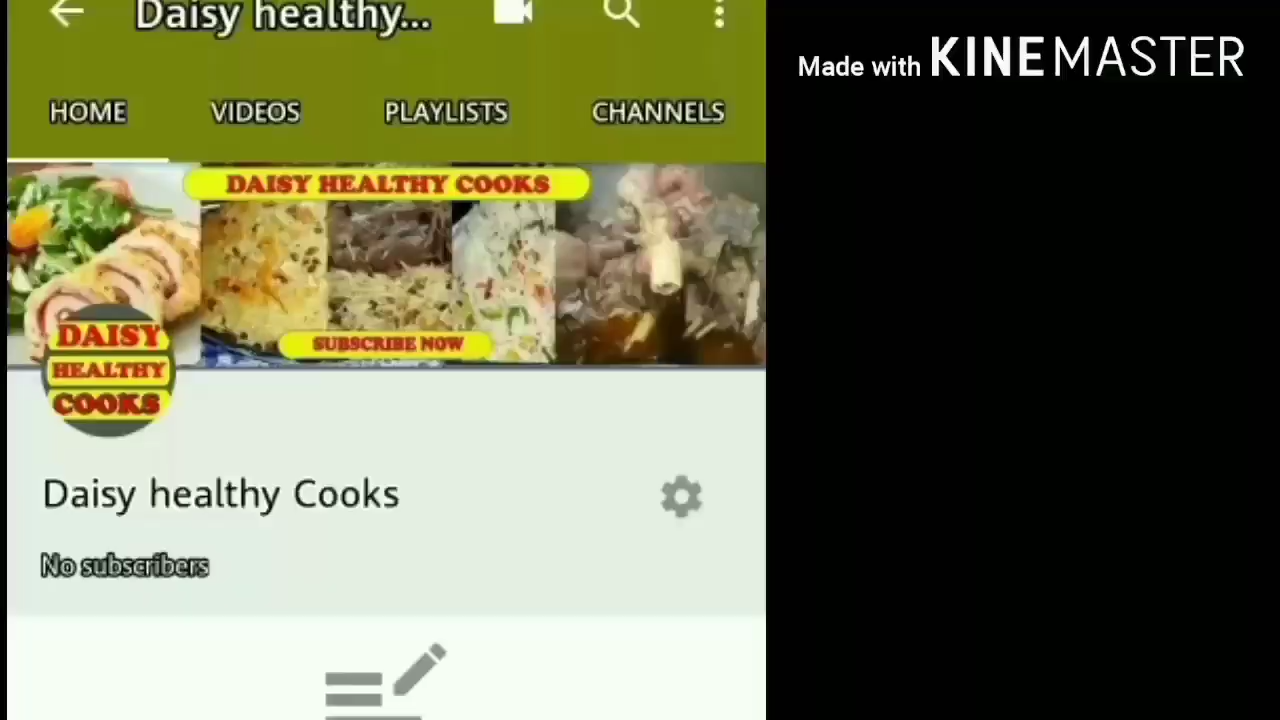 Daisy healthy...
Made with KINEMASTER
HOME VIDEOS PLAYLISTS CHANNELS
DAISY HEALTHY COOKS
SUBSCRIBE NOW
DAISY
HEALTHY
COOKS
Daisy healthy Cooks
No subscribers